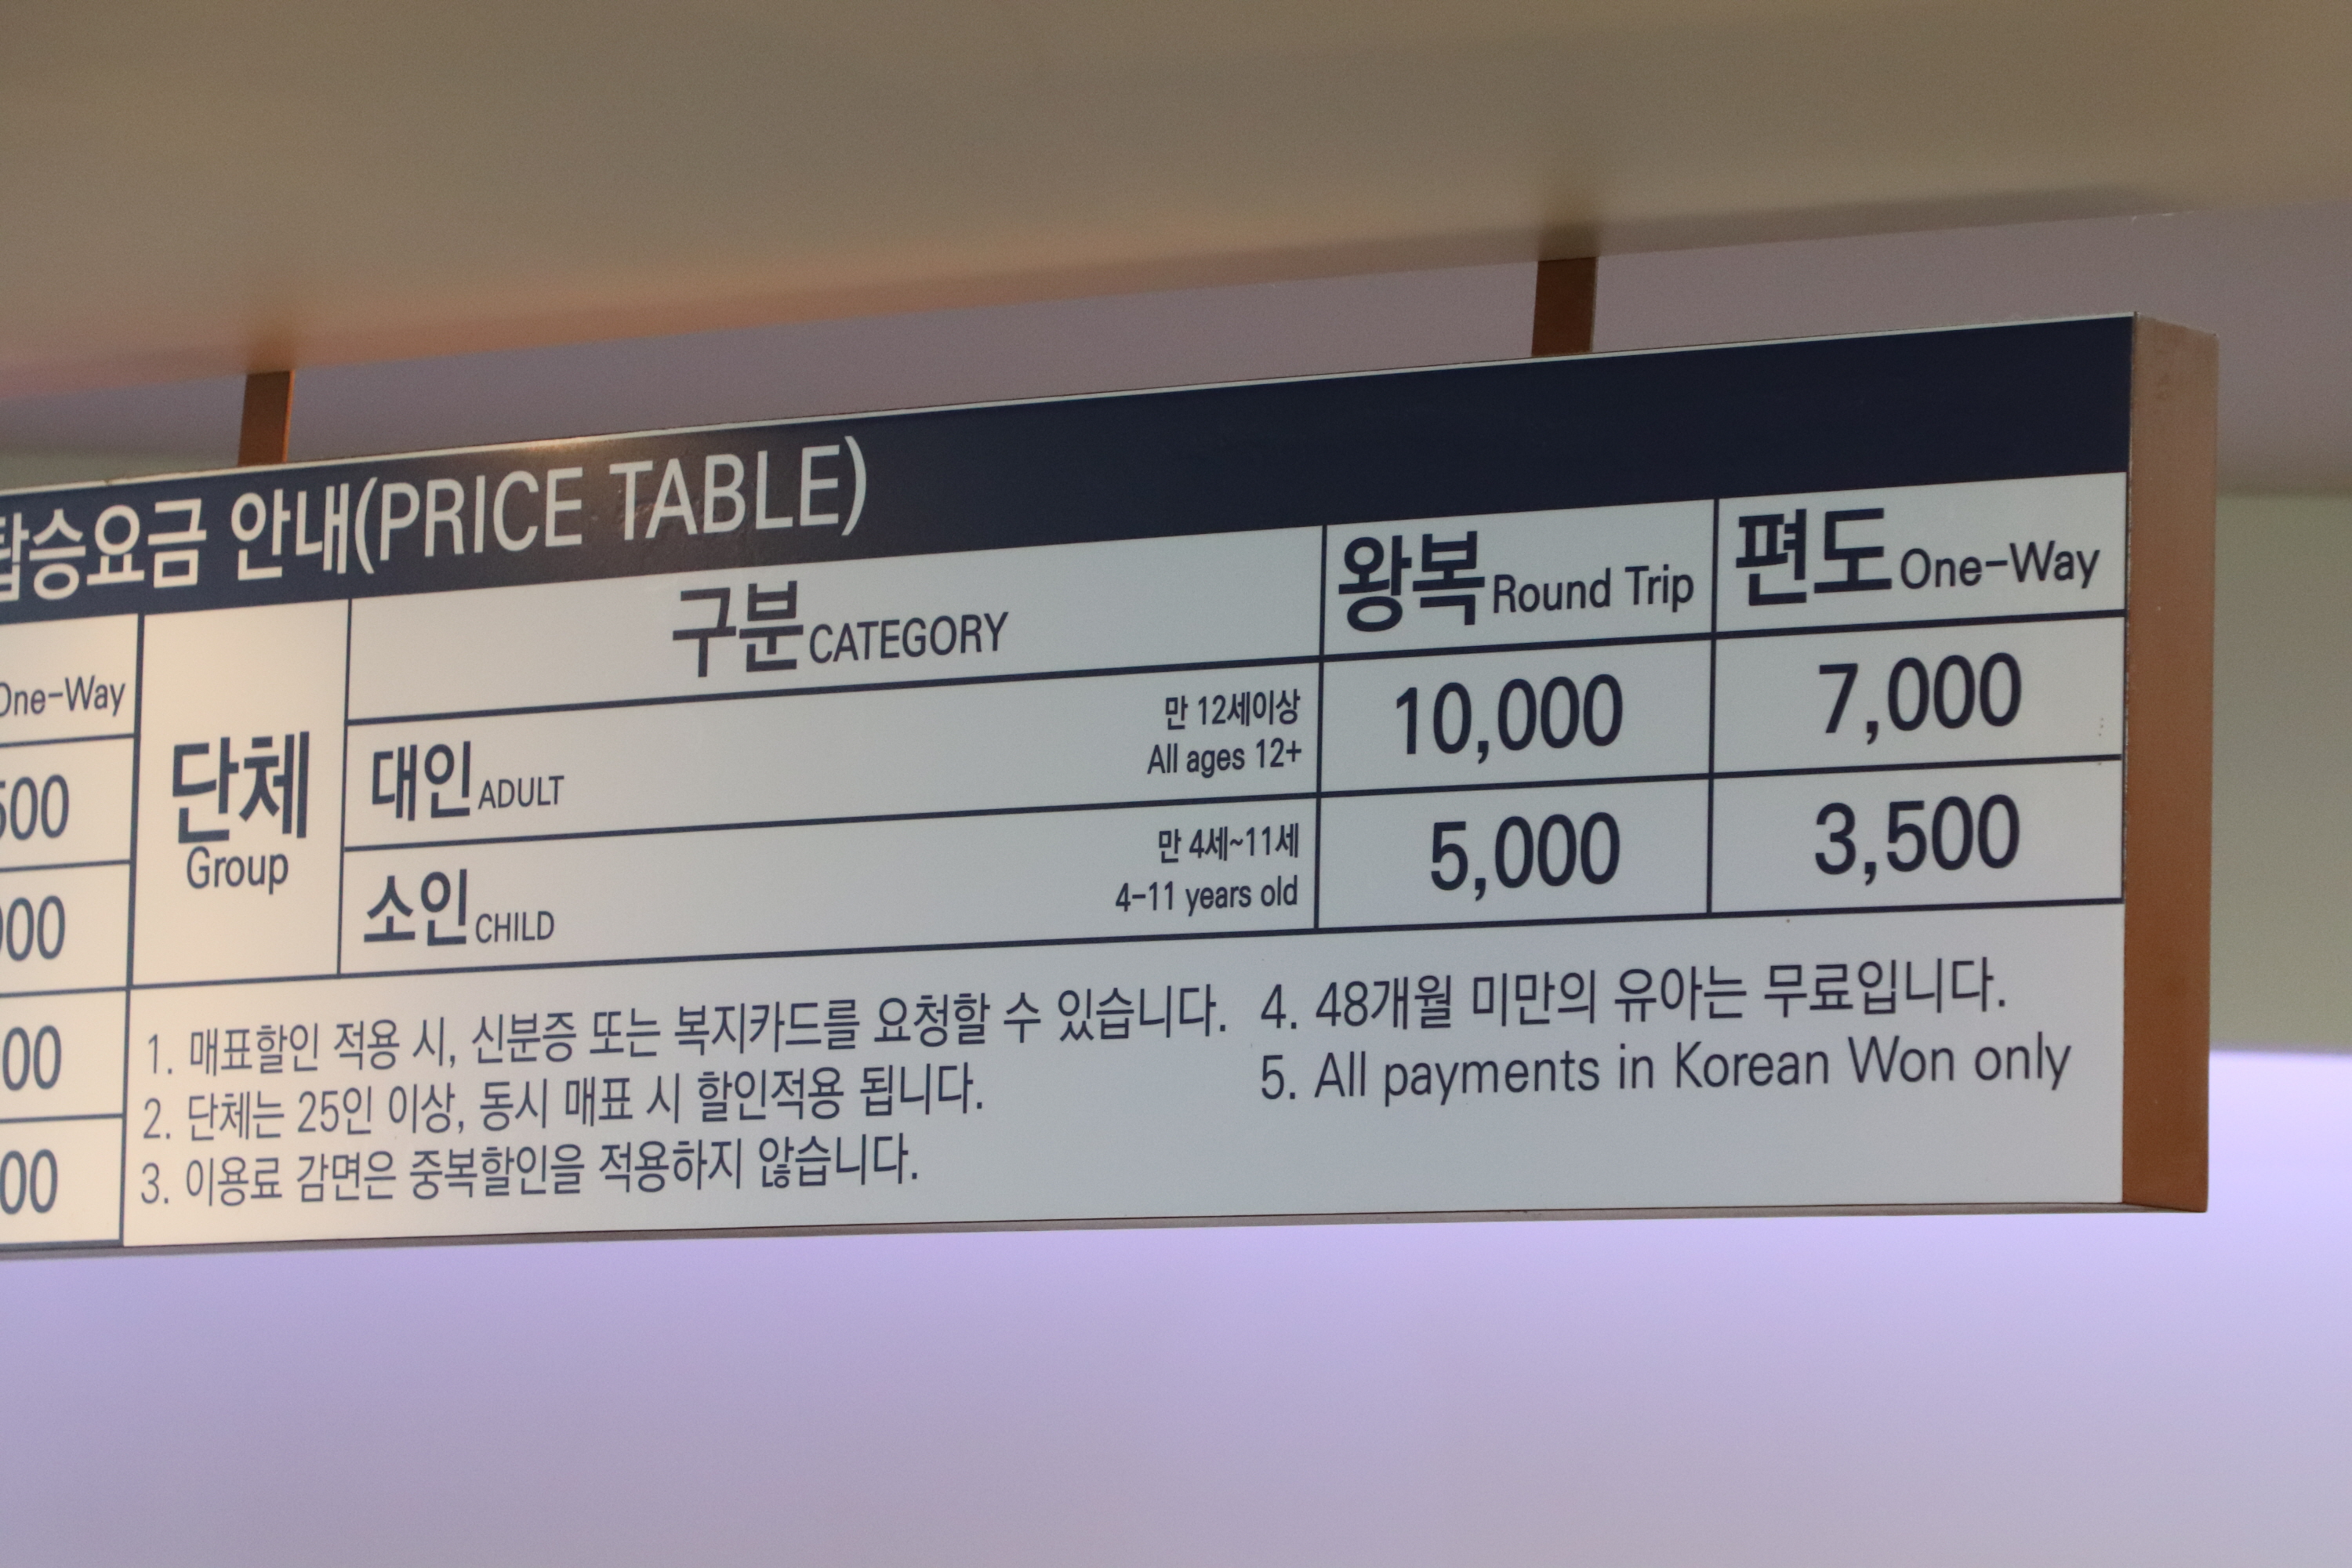 탑승요금 안내(PRICE TABLE)
One-Way
단체
Group
구분 CATEGORY
왕복 Round Trip
편도 One-Way
대인 ADULT
만 12세이상
All ages 12+
10,000
7,000
소인 CHILD
만 4세~11세
4-11 years old
5,000
3,500
1. 매표할인 적용 시, 신분증 또는 복지카드를 요청할 수 있습니다.
2. 단체는 25인 이상, 동시 매표 시 할인적용 됩니다.
3. 이용료 감면은 중복할인을 적용하지 않습니다.
4. 48개월 미만의 유아는 무료입니다.
5. All payments in Korean Won only